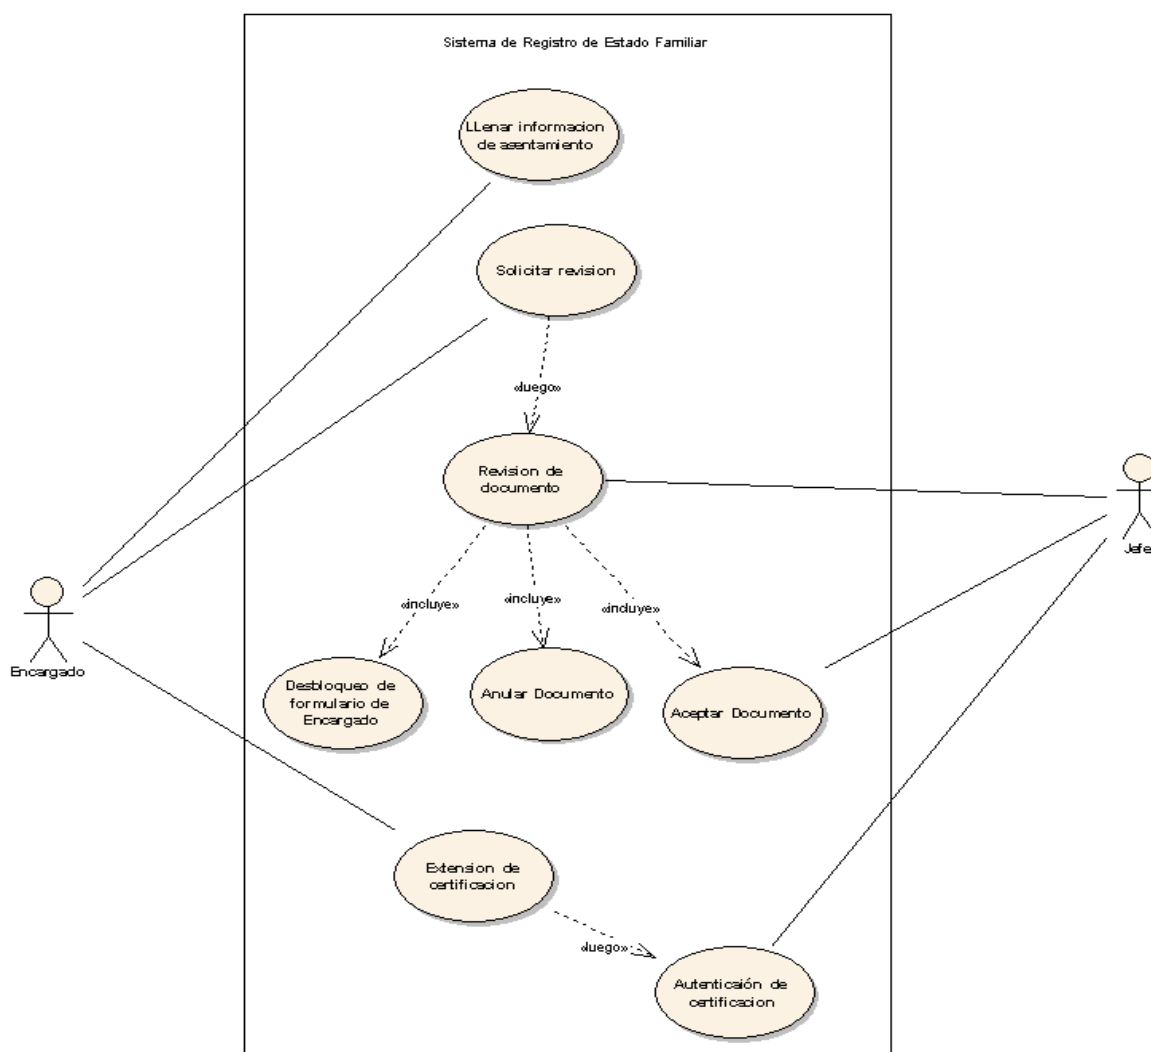 Sistema de Registro de Estado Familiar
LLenar informacion
de asentamiento
Solicitar revision
«luego»
Revision de
documento
Jefe
«incluye»
«incluye»
«incluye»
Encargado
Desbloqueo de
formulario de
Encargado
Anular Documento
Aceptar Documento
Extension de
certificacion
«luego»
Autenticaión de
certificacion